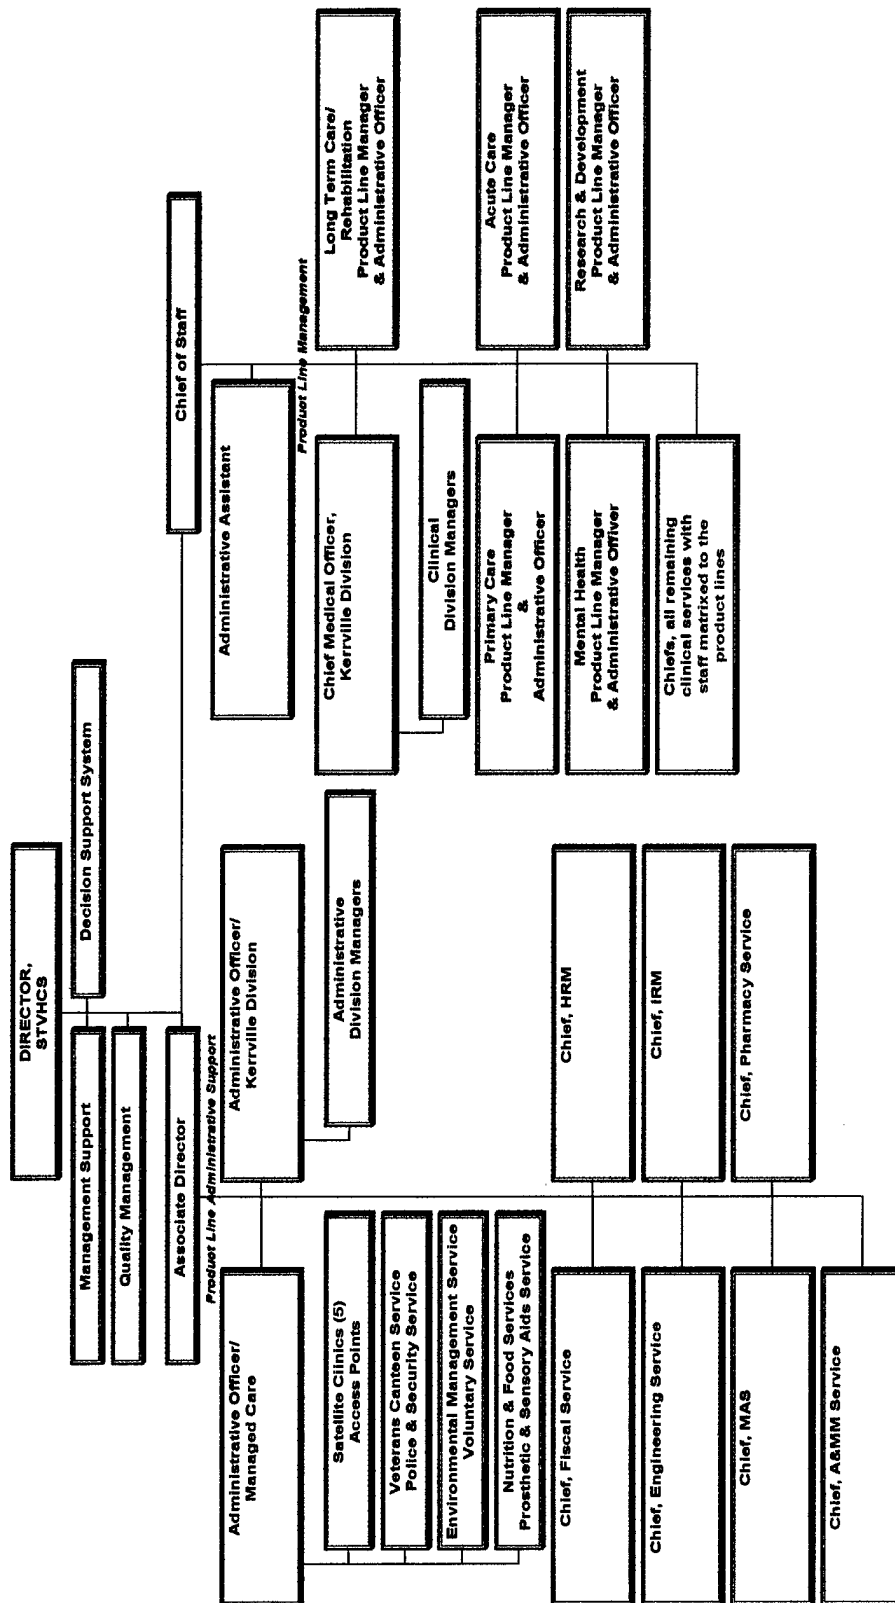 DIRECTOR,
STVHCS
Management Support
Decision Support System
Quality Management
Associate Director
Chief of Staff
Product Line Administrative Support
Administrative Officer/
Managed Care
Administrative Officer/
Kerrville Division
Satellite Clinics (5)
Access Points
Administrative
Division Managers
Veterans Canteen Service
Police & Security Service
Environmental Management Service
Voluntary Service
Nutrition & Food Services
Prosthetic & Sensory Aids Service
Chief, Fiscal Service
Chief, HRM
Chief, Engineering Service
Chief, IRM
Chief, MAS
Chief, Pharmacy Service
Chief, A&MM Service
Administrative Assistant
Product Line Management
Chief Medical Officer,
Kerrville Division
Long Term Care/
Rehabilitation
Product Line Manager
& Administrative Officer
Clinical
Division Managers
Primary Care
Product Line Manager
&
Administrative Officer
Acute Care
Product Line Manager
& Administrative Officer
Mental Health
Product Line Manager
& Administrative Officer
Research & Development
Product Line Manager
& Administrative Officer
Chiefs, all remaining
clinical services with
staff matrixed to the
product lines